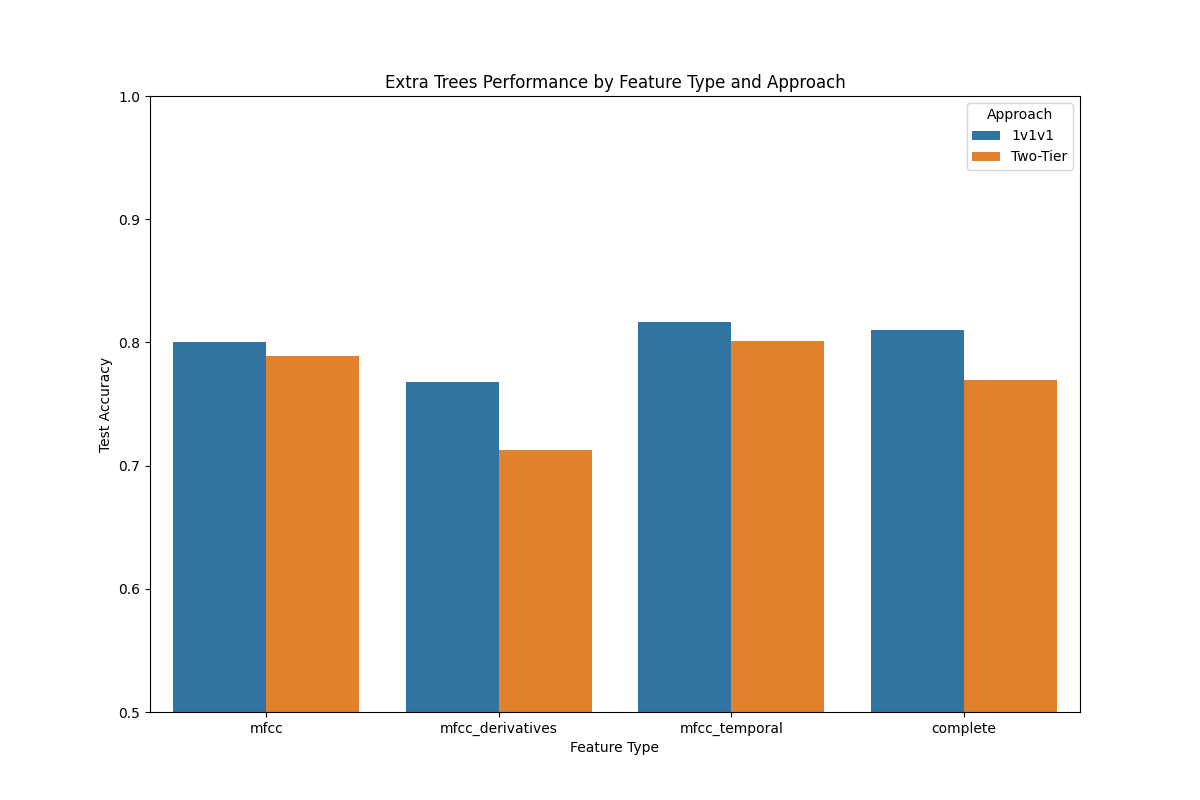 Extra Trees Performance by Feature Type and Approach
1.0
0.9
0.8
0.7
0.6
0.5
Test Accuracy
Approach
1v1v1
Two-Tier
mfcc
mfcc_derivatives
mfcc_temporal
complete
Feature Type